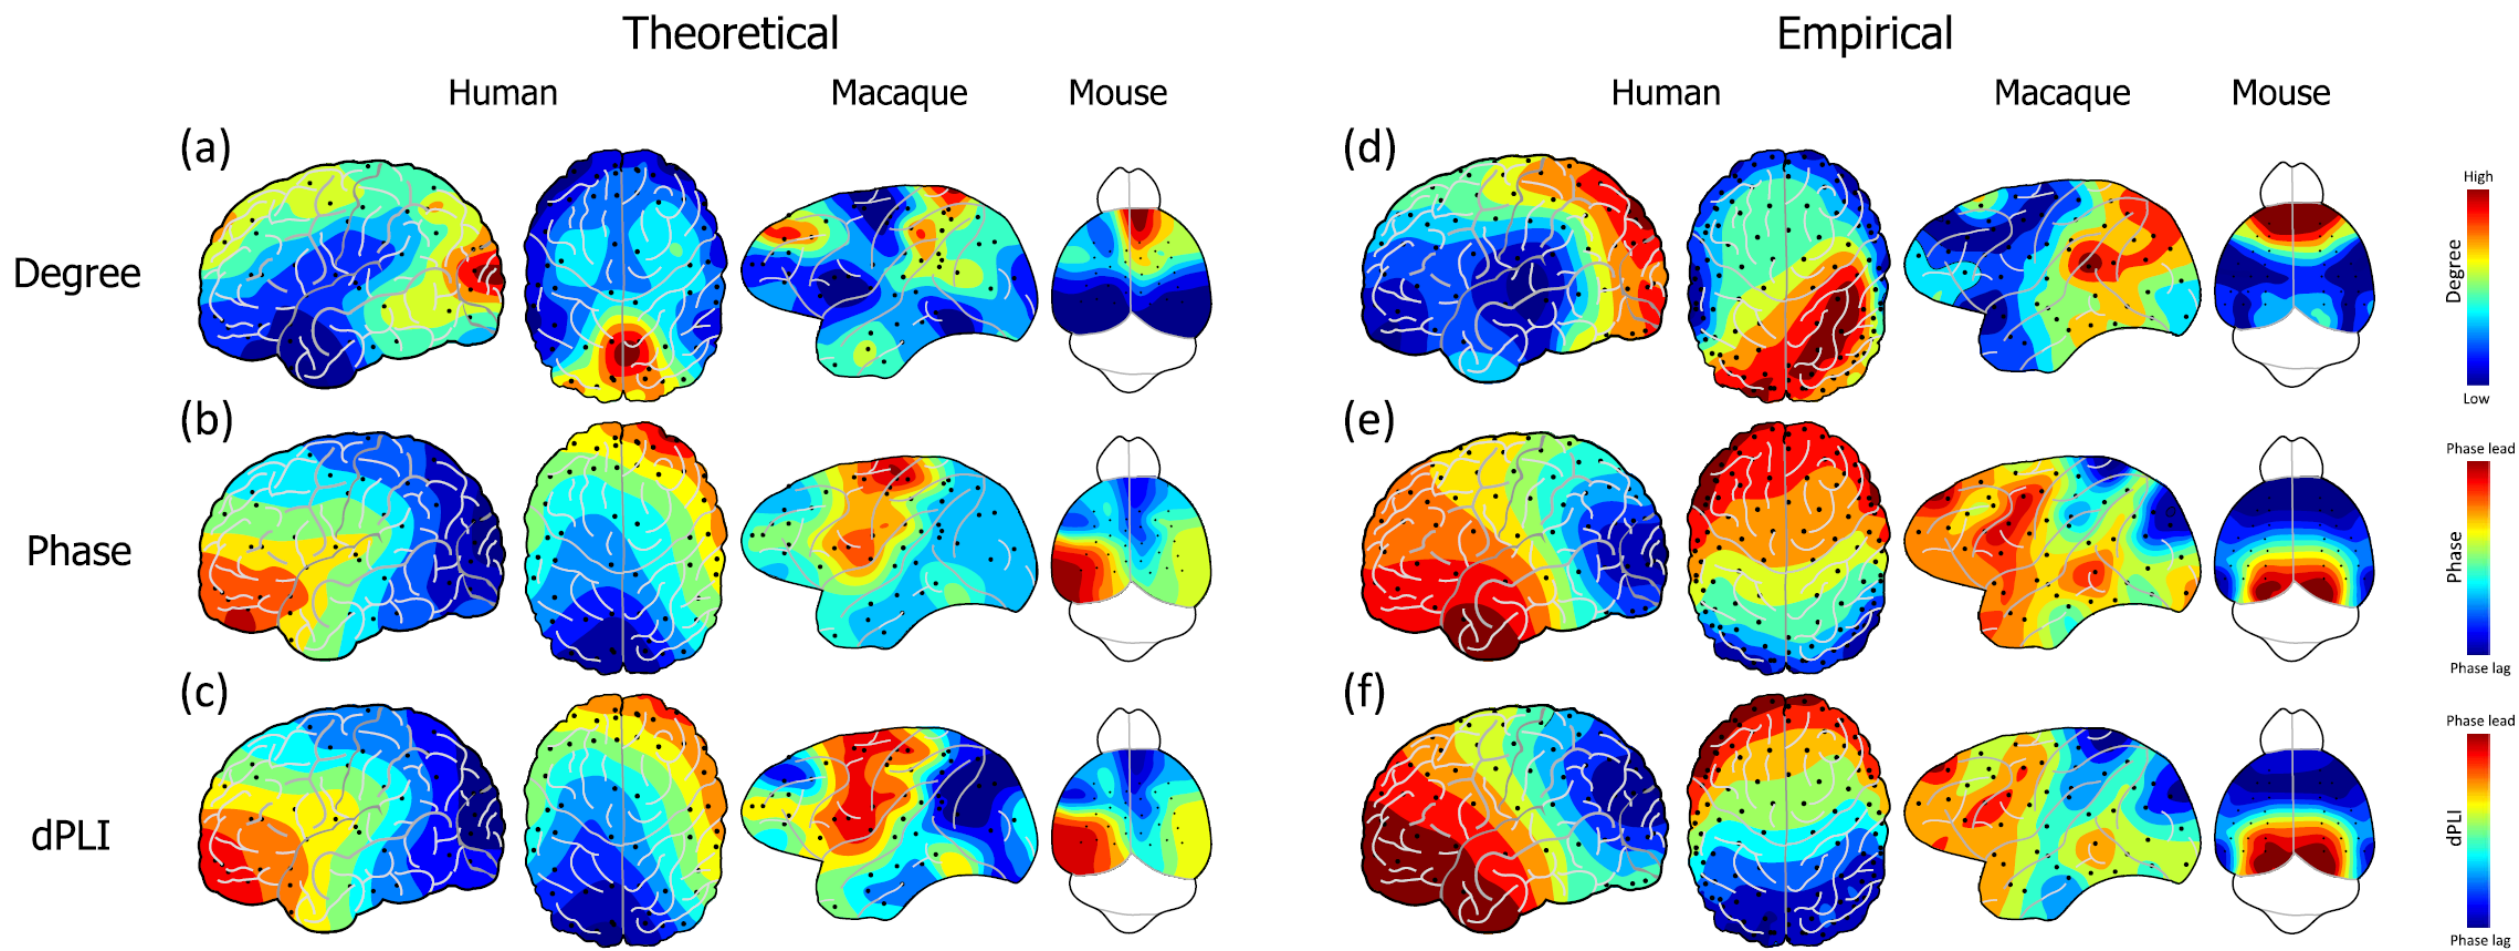 Theoretical
Empirical
Human
Macaque
Mouse
Human
Macaque
Mouse
(a)
(d)
Degree
High
Degree
Low
(b)
(e)
Phase
Phase lead
Phase
Phase lag
(c)
(f)
dPLI
Phase lead
dPLI
Phase lag